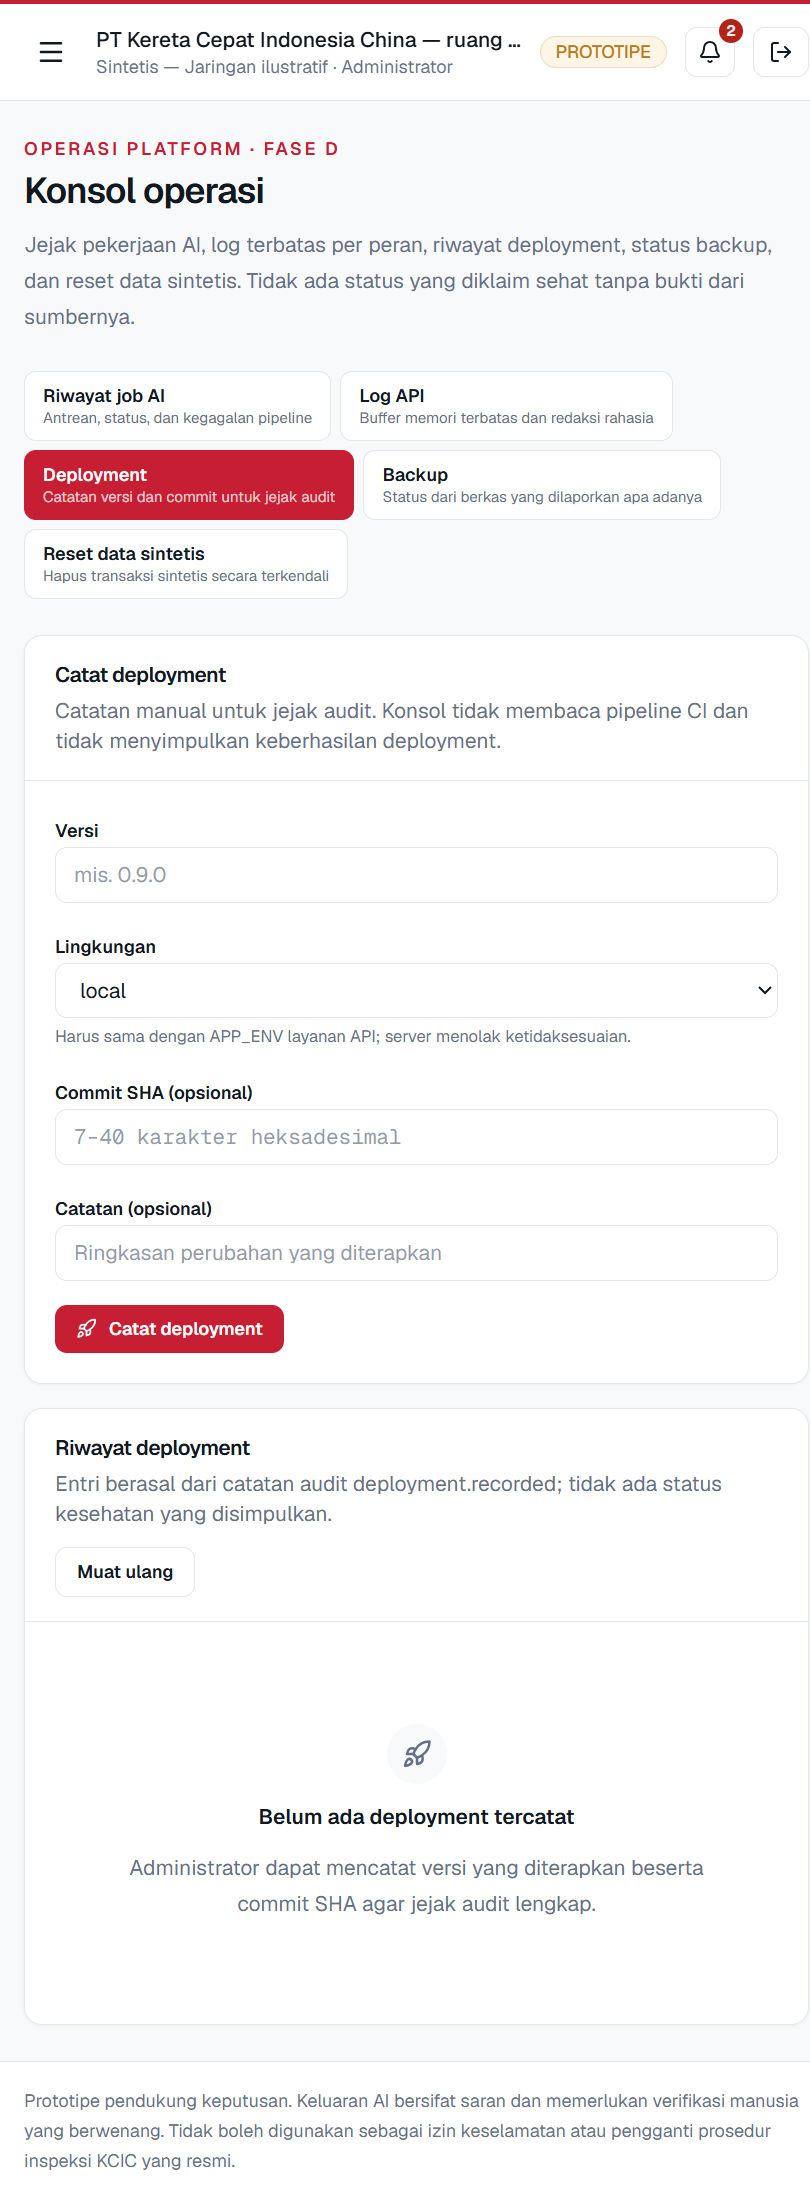 PT Kereta Cepat Indonesia China — ruang ...
Sintetis — Jaringan ilustratif · Administrator
PROTOTIPE
2
OPERASI PLATFORM · FASE D
Konsol operasi
Jejak pekerjaan AI, log terbatas per peran, riwayat deployment, status backup,
dan reset data sintetis. Tidak ada status yang diklaim sehat tanpa bukti dari
sumbernya.
Riwayat job AI
Antrean, status, dan kegagalan pipeline
Log API
Buffer memori terbatas dan redaksi rahasia
Deployment
Catatan versi dan commit untuk jejak audit
Backup
Status dari berkas yang dilaporkan apa adanya
Reset data sintetis
Hapus transaksi sintetis secara terkendali
Catat deployment
Catatan manual untuk jejak audit. Konsol tidak membaca pipeline CI dan
tidak menyimpulkan keberhasilan deployment.
Versi
mis. 0.9.0
Lingkungan
local
Harus sama dengan APP_ENV layanan API; server menolak ketidaksesuaian.
Commit SHA (opsional)
7–40 karakter heksadesimal
Catatan (opsional)
Ringkasan perubahan yang diterapkan
Catat deployment
Riwayat deployment
Entri berasal dari catatan audit deployment.recorded; tidak ada status
kesehatan yang disimpulkan.
Muat ulang
Belum ada deployment tercatat
Administrator dapat mencatat versi yang diterapkan beserta
commit SHA agar jejak audit lengkap.
Prototipe pendukung keputusan. Keluaran AI bersifat saran dan memerlukan verifikasi manusia
yang berwenang. Tidak boleh digunakan sebagai izin keselamatan atau pengganti prosedur
inspeksi KCIC yang resmi.